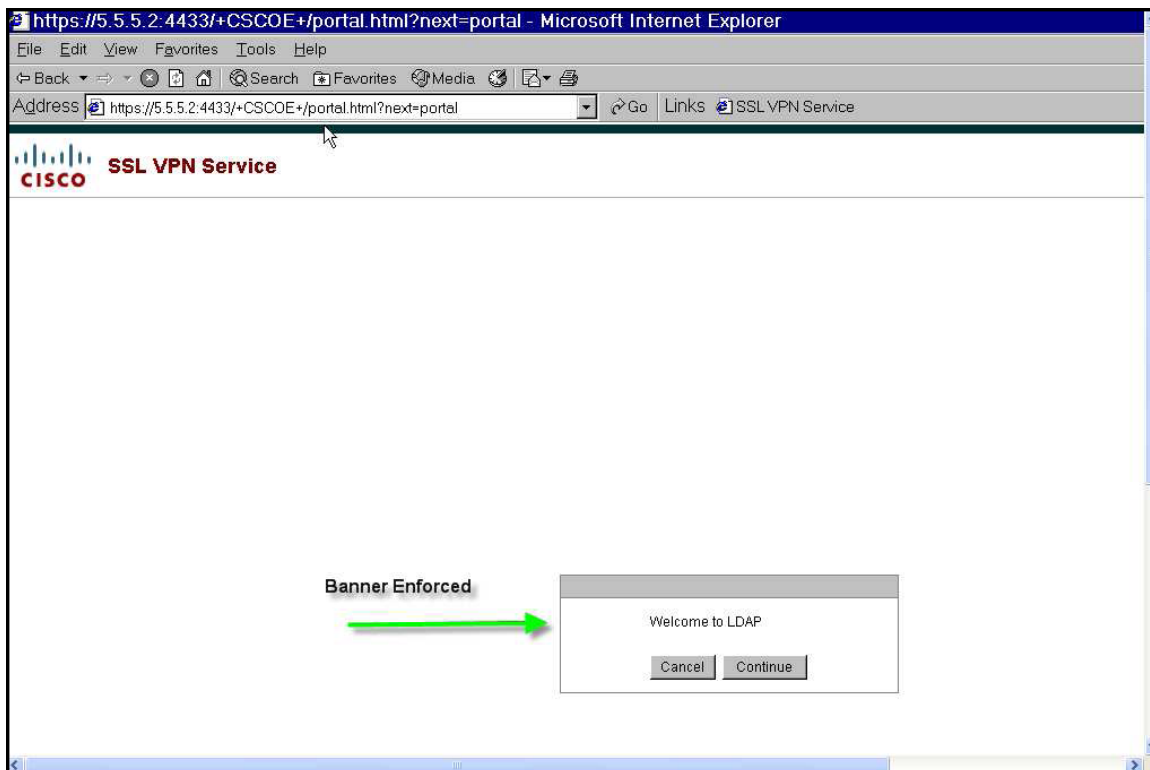 https://5.5.5.2:4433/+CSCOE+/portal.html?next=portal - Microsoft Internet Explorer
File Edit View Favorites Tools Help
Back Search Favorites Media
Address https://5.5.5.2:4433/+CSCOE+/portal.html?next=portal Go Links SSL VPN Service
CISCO SSL VPN Service
Banner Enforced
Welcome to LDAP
Cancel Continue